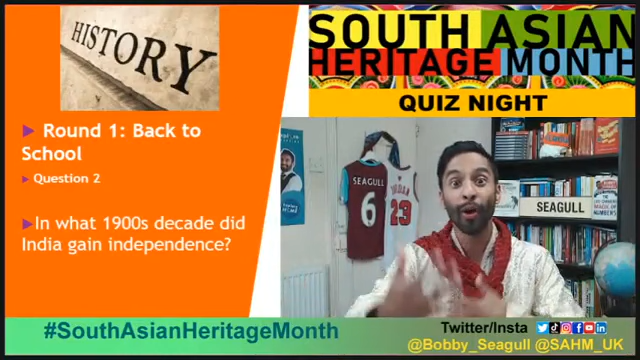 HISTORY
SOUTH ASIAN
HERITAGE MONTH
QUIZ NIGHT
Round 1: Back to
School
Question 2
In what 1900s decade did
India gain independence?
SEAGULL
6
JORDAN
23
SEAGULL
#SouthAsianHeritageMonth
Twitter/Insta
@Bobby_Seagull @SAHM_UK